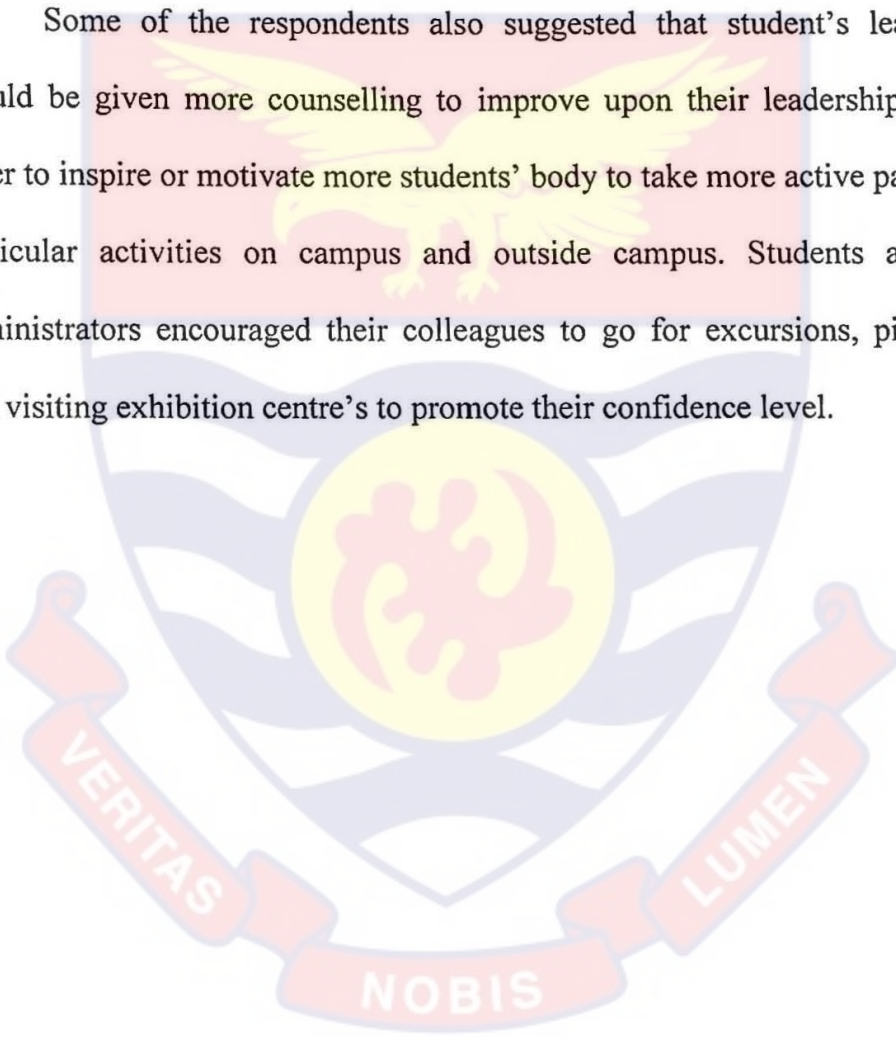 Some of the respondents also suggested that student's lea
uld be given more counselling to improve upon their leadership
er to inspire or motivate more students' body to take more active pa
icular activities on campus and outside campus. Students a
ninistrators encouraged their colleagues to go for excursions, pi
visiting exhibition centre's to promote their confidence level.
VERITAS
NOBIS
LUMEN